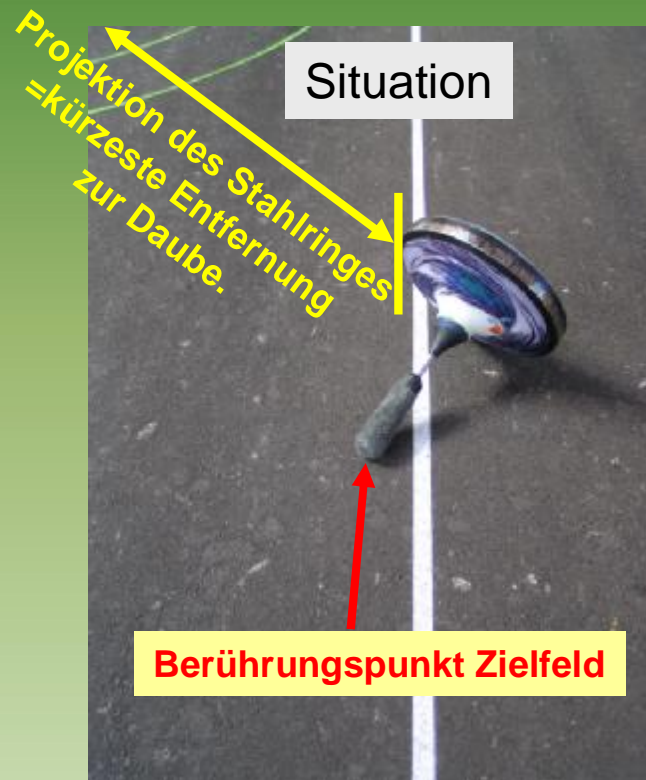 Projektion des Stahlringes
=kürzeste Entfernung
zur Daube.
Situation
Berührungspunkt Zielfeld